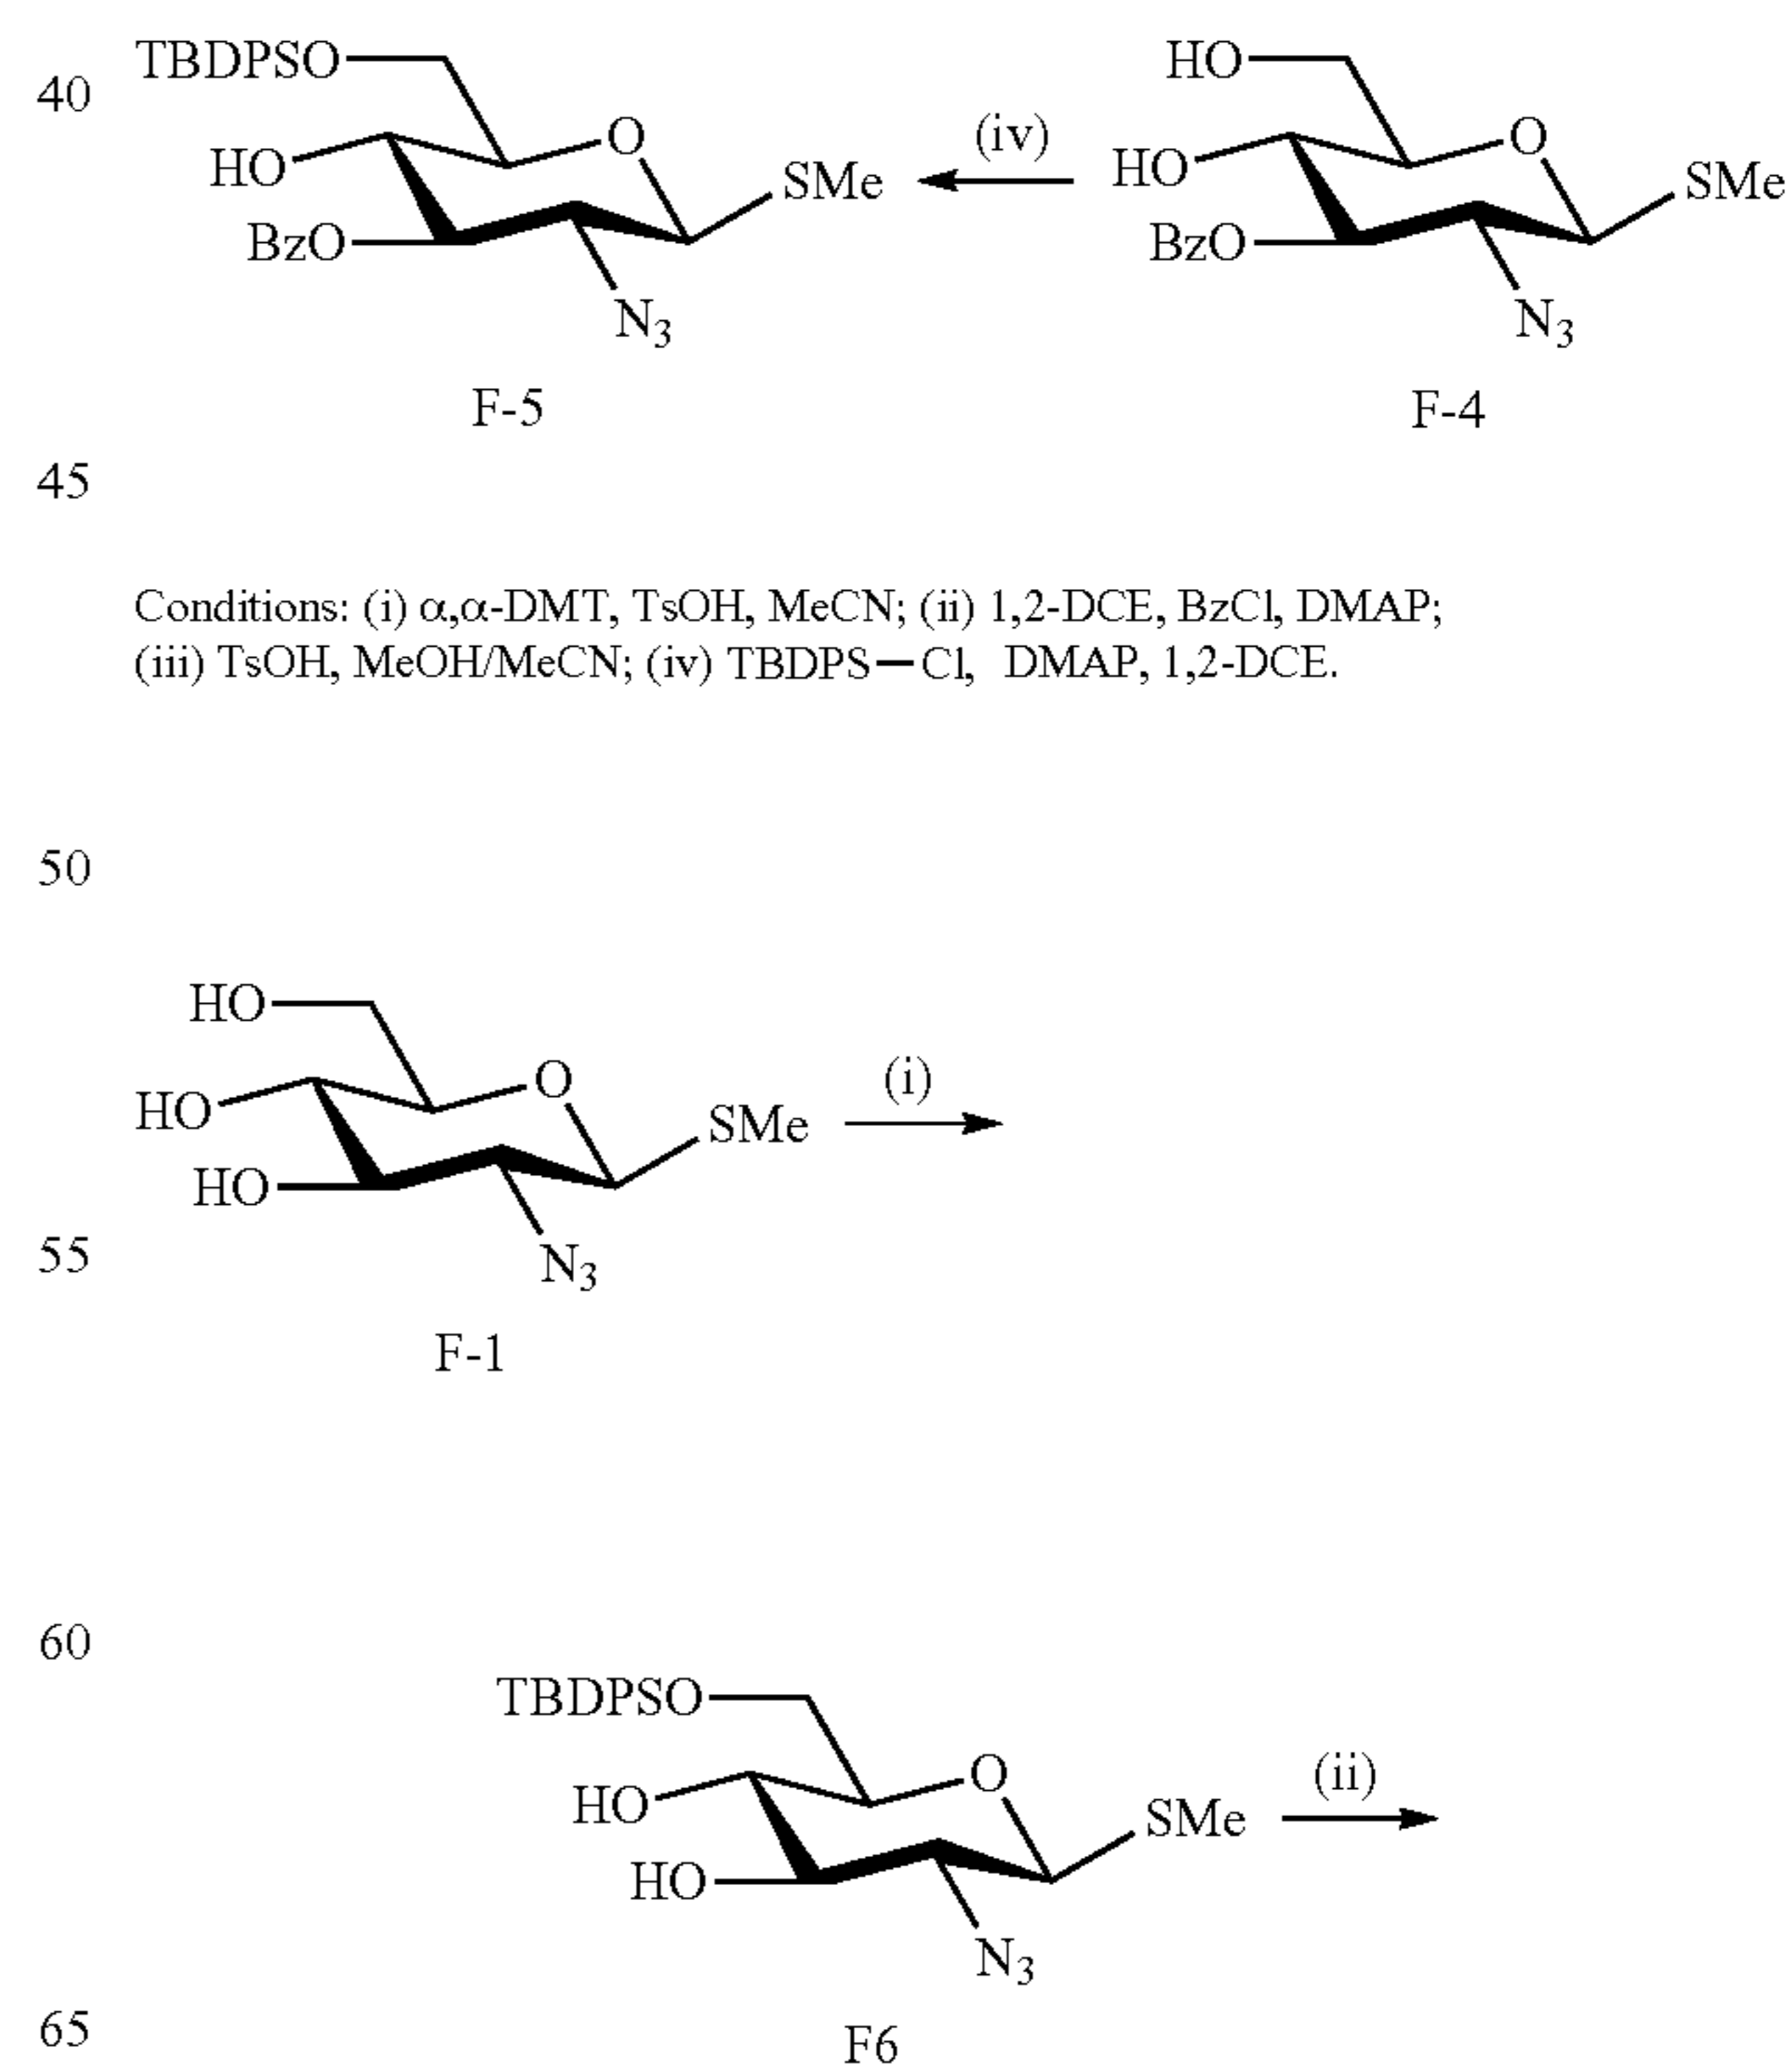 TBDPSO
40
HO
O
SMe
BzO
N3
F-5
(iv)
HO
HO
O
SMe
BzO
N3
F-4
45
Conditions: (i) α,α-DMT, TsOH, MeCN; (ii) 1,2-DCE, BzCl, DMAP;
(iii) TsOH, MeOH/MeCN; (iv) TBDPS—Cl, DMAP, 1,2-DCE.
50
HO
HO
O
SMe
HO
N3
F-1
(i)
55
60
TBDPSO
HO
O
SMe
HO
N3
F6
(ii)
65